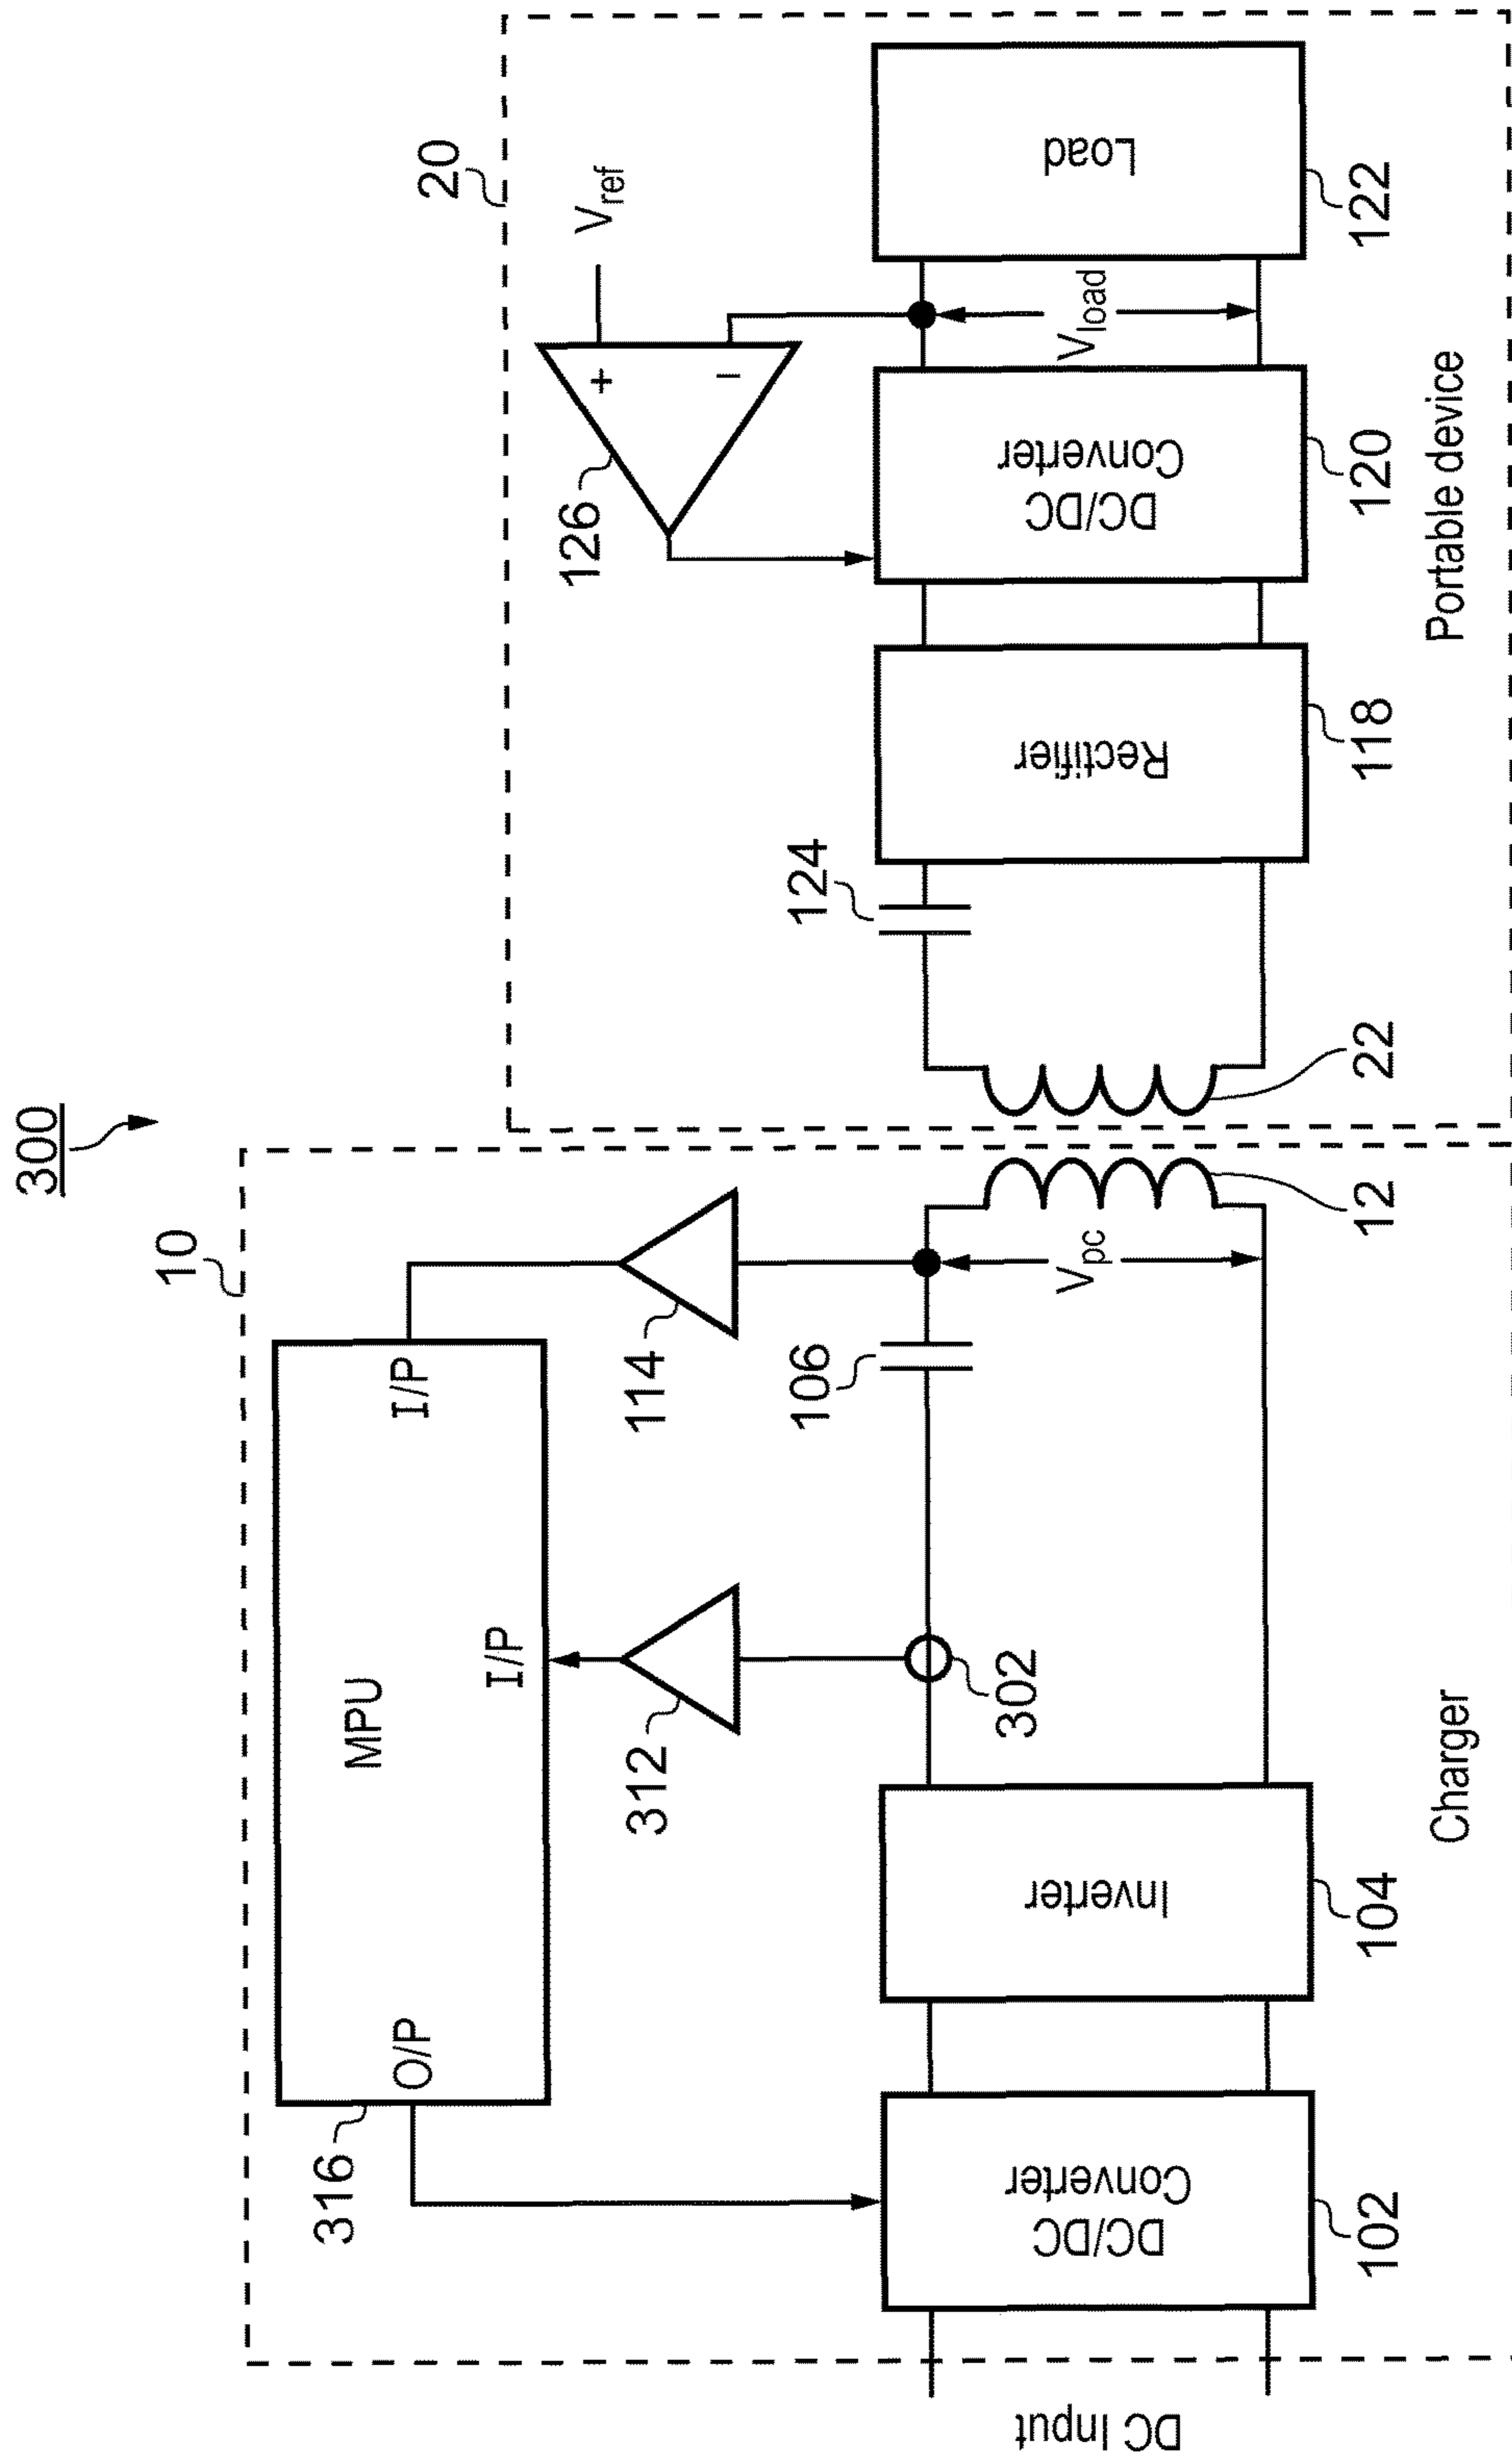 300
10
20
316
MPU
O/P
I/P
I/P
312
114
126
+
−
Vref
302
106
Vpc
124
Vload
DC Input
DC/DC
Converter
Inverter
Rectifier
DC/DC
Converter
Load
102
104
12
22
118
120
122
Charger
Portable device